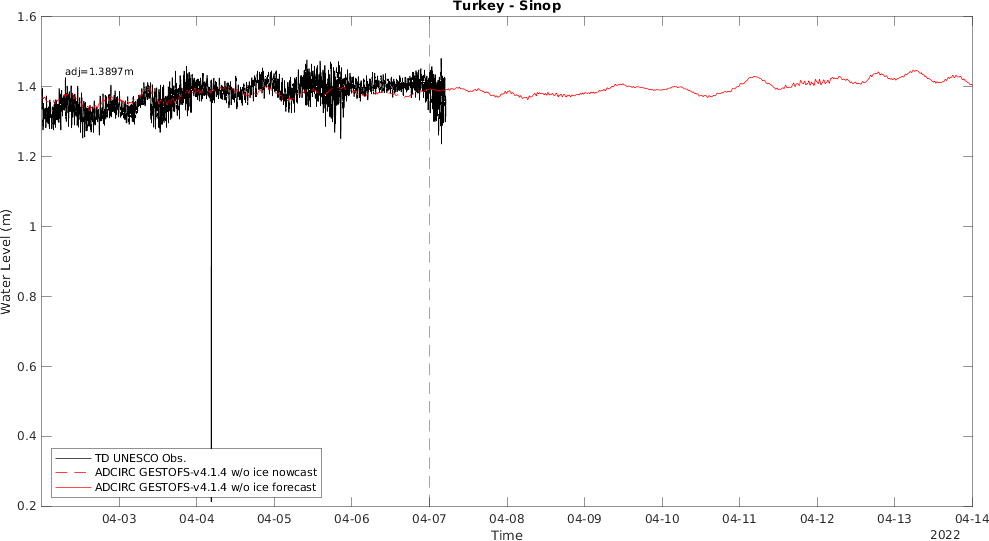 Turkey - Sinop
adj=1.3897m
Water Level (m)
1.6
1.4
1.2
1
0.8
0.6
0.4
0.2
TD UNESCO Obs.
ADCIRC GESTOFS-v4.1.4 w/o ice nowcast
ADCIRC GESTOFS-v4.1.4 w/o ice forecast
04-03 04-04 04-05 04-06 04-07 04-08 04-09 04-10 04-11 04-12 04-13 04-14
Time
2022